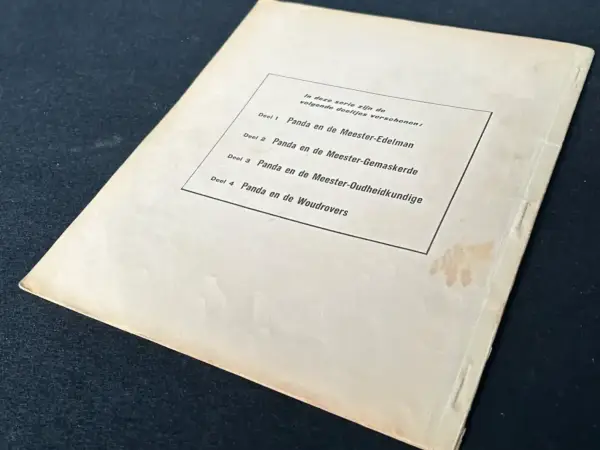 In deze serie zijn de
volgende deeltjes verschenen:
Deel 1 Panda en de Meester-Edelman
Deel 2 Panda en de Meester-Gemaskerde
Deel 3 Panda en de Meester-Oudheidkundige
Deel 4 Panda en de Woudrovers